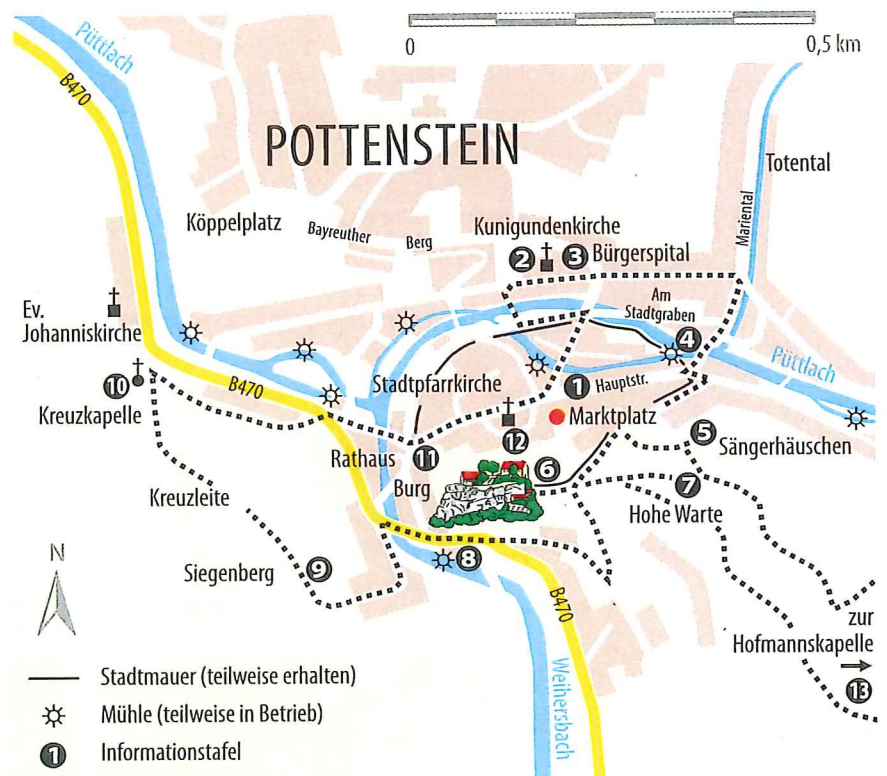 0
0,5 km
Püttlach
B470
POTTENSTEIN
Totental
Mariental
Köppelplatz
Bayreuther Berg
Kunigundenkirche
2
3
Bürgerspital
Am
Stadtgraben
4
Ev.
Johanniskirche
10
Kreuzkapelle
B470
Stadtpfarrkirche
1
Hauptstr.
Püttlach
Marktplatz
12
5
Sängerhäuschen
Rathaus
11
Burg
6
7
Hohe Warte
Kreuzleite
Siegenberg
9
8
B470
Weihersbach
zur
Hofmannskapelle
13
N
Stadtmauer (teilweise erhalten)
Mühle (teilweise in Betrieb)
1 Informationstafel